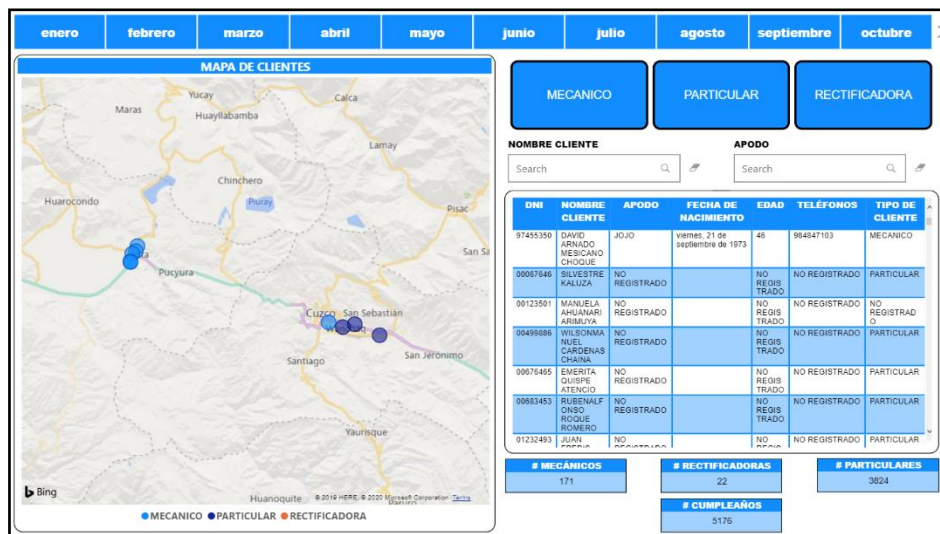 enero febrero marzo abril mayo junio julio agosto septiembre octubre
MAPA DE CLIENTES
Yucay
Calca
Maras
Huayllabamba
Lamay
Chinchero
Huarocondo
Piuray
Pisac
San Sa
Pucyura
Cuzco San Sebastián
Santiago
San Jerónimo
Yaurisque
Huanoquite
Bing
© 2019 HERE, © 2020 Microsoft Corporation Terms
MECANICO PARTICULAR RECTIFICADORA
MECANICO PARTICULAR RECTIFICADORA
NOMBRE CLIENTE APODO
Search Search
DNI NOMBRE APODO FECHA DE EDAD TELÉFONOS TIPO DE
CLIENTE NACIMIENTO CLIENTE
97455350 DAVID JOJO viernes, 21 de 46 984847103 MECANICO
ARNADO septiembre de 1973
MESICANO
CHOQUE
00067646 SILVESTRE NO NO NO REGISTRADO PARTICULAR
KALUZA REGISTRADO REGIS
TRADO
00123501 MANUELA NO NO NO REGISTRADO NO
AHUANARI REGISTRADO REGIS REGISTRAD
ARIMUYA TRADO O
00499886 WILSONMA NO NO NO REGISTRADO PARTICULAR
NUEL REGISTRADO REGIS
CARDENAS TRADO
CHAINA
00676465 EMERITA NO NO NO REGISTRADO PARTICULAR
QUISPE REGISTRADO REGIS
ATENCIO TRADO
00683453 RUBENALF NO NO NO REGISTRADO PARTICULAR
ONSO REGISTRADO REGIS
ROQUE TRADO
ROMERO
01232493 JUAN NO NO NO REGISTRADO PARTICULAR
# MECÁNICOS # RECTIFICADORAS # PARTICULARES
171 22 3824
# CUMPLEAÑOS
5176